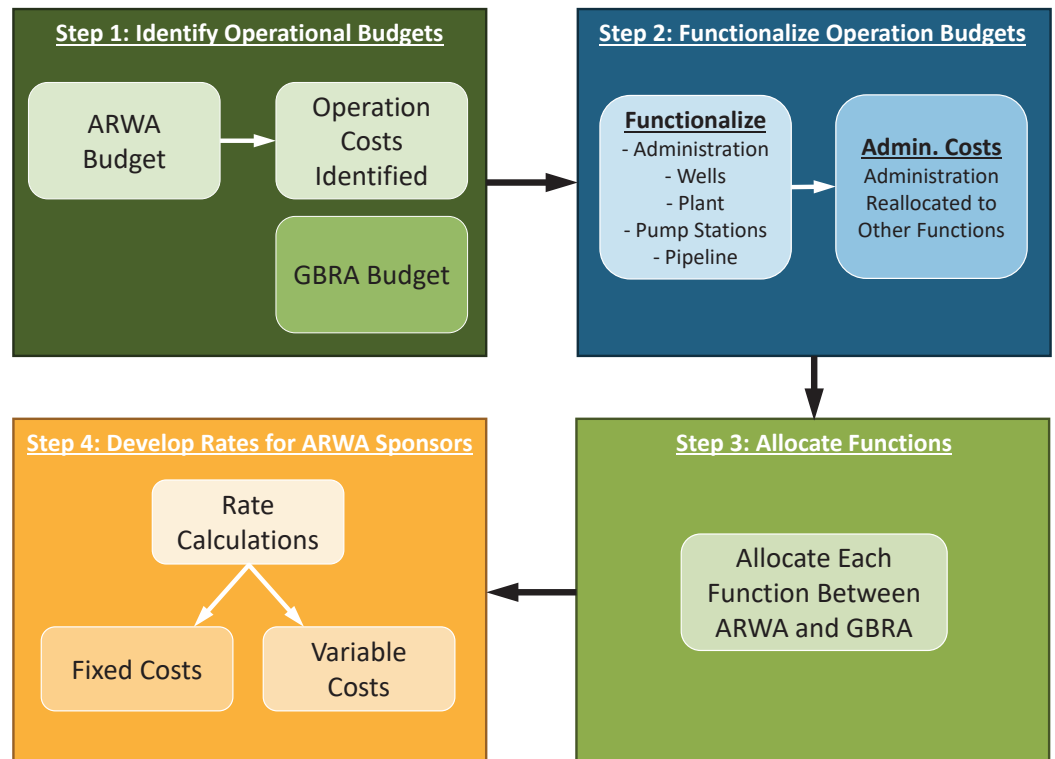 Step 1: Identify Operational Budgets
ARWA
Budget
Operation
Costs
Identified
GBRA Budget
Step 2: Functionalize Operation Budgets
Functionalize
- Administration
- Wells
- Plant
- Pump Stations
- Pipeline
Admin. Costs
Administration
Reallocated to
Other Functions
Step 3: Allocate Functions
Allocate Each
Function Between
ARWA and GBRA
Step 4: Develop Rates for ARWA Sponsors
Rate
Calculations
Fixed Costs
Variable
Costs